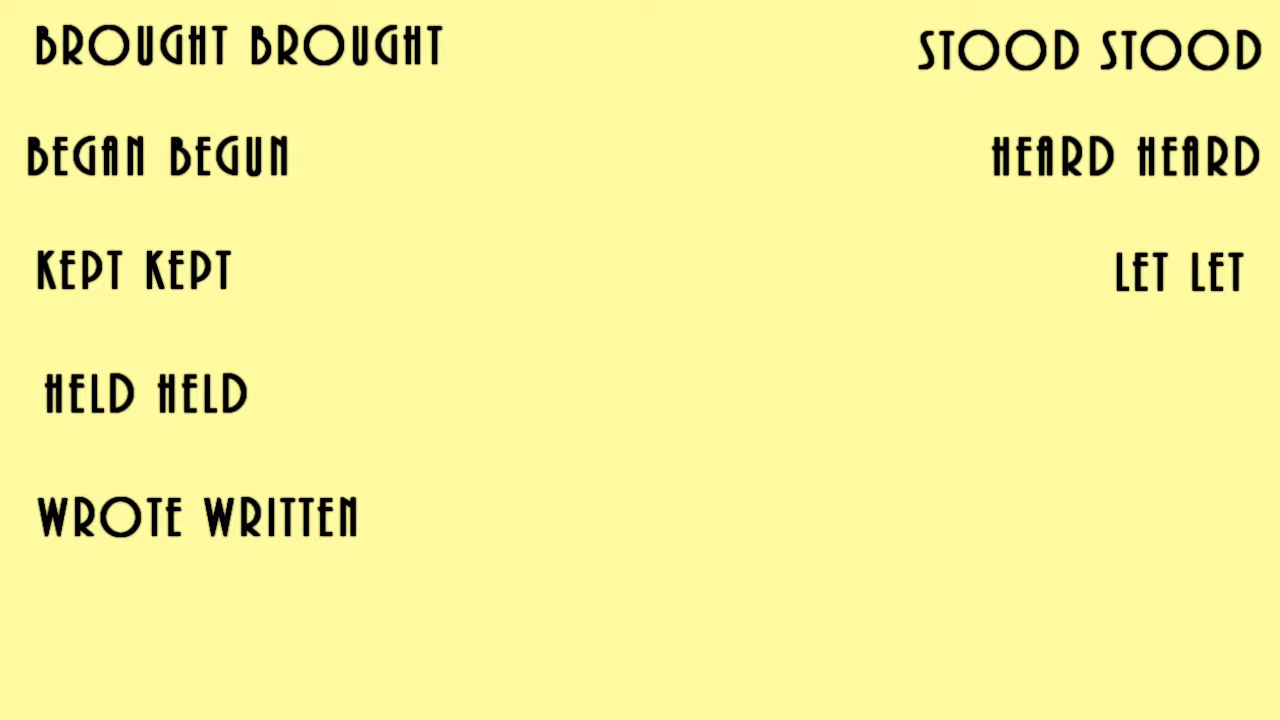 BROUGHT BROUGHT
BEGAN BEGUN
KEPT KEPT
HELD HELD
WROTE WRITTEN
STOOD STOOD
HEARD HEARD
LET LET